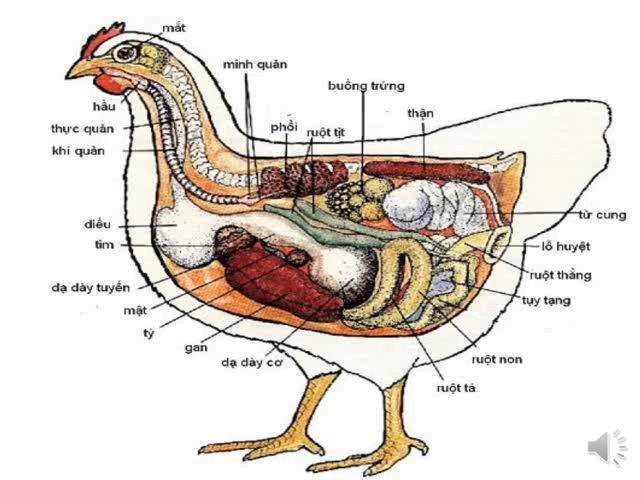 mắt
minh quản
buồng trứng
hầu
thận
thực quản
phổi
ruột tịt
khí quản
diều
tử cung
tim
lỗ huyệt
ruột thẳng
dạ dày tuyến
tụy tạng
mật
tỳ
gan
ruột non
dạ dày cơ
ruột tá